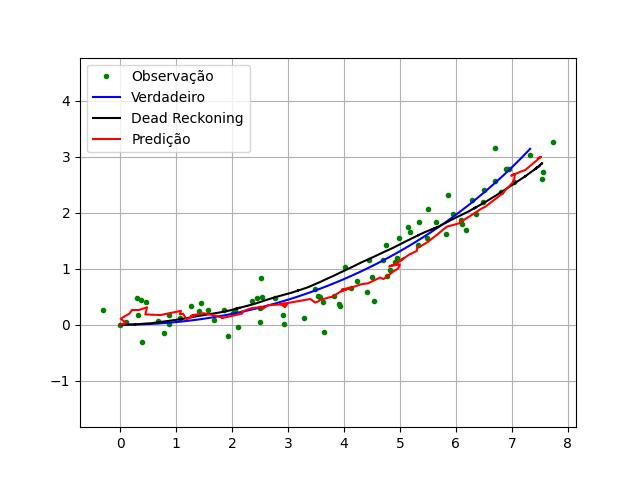 Observação
Verdadeiro
Dead Reckoning
Predição
4
3
2
1
0
−1
0 1 2 3 4 5 6 7 8